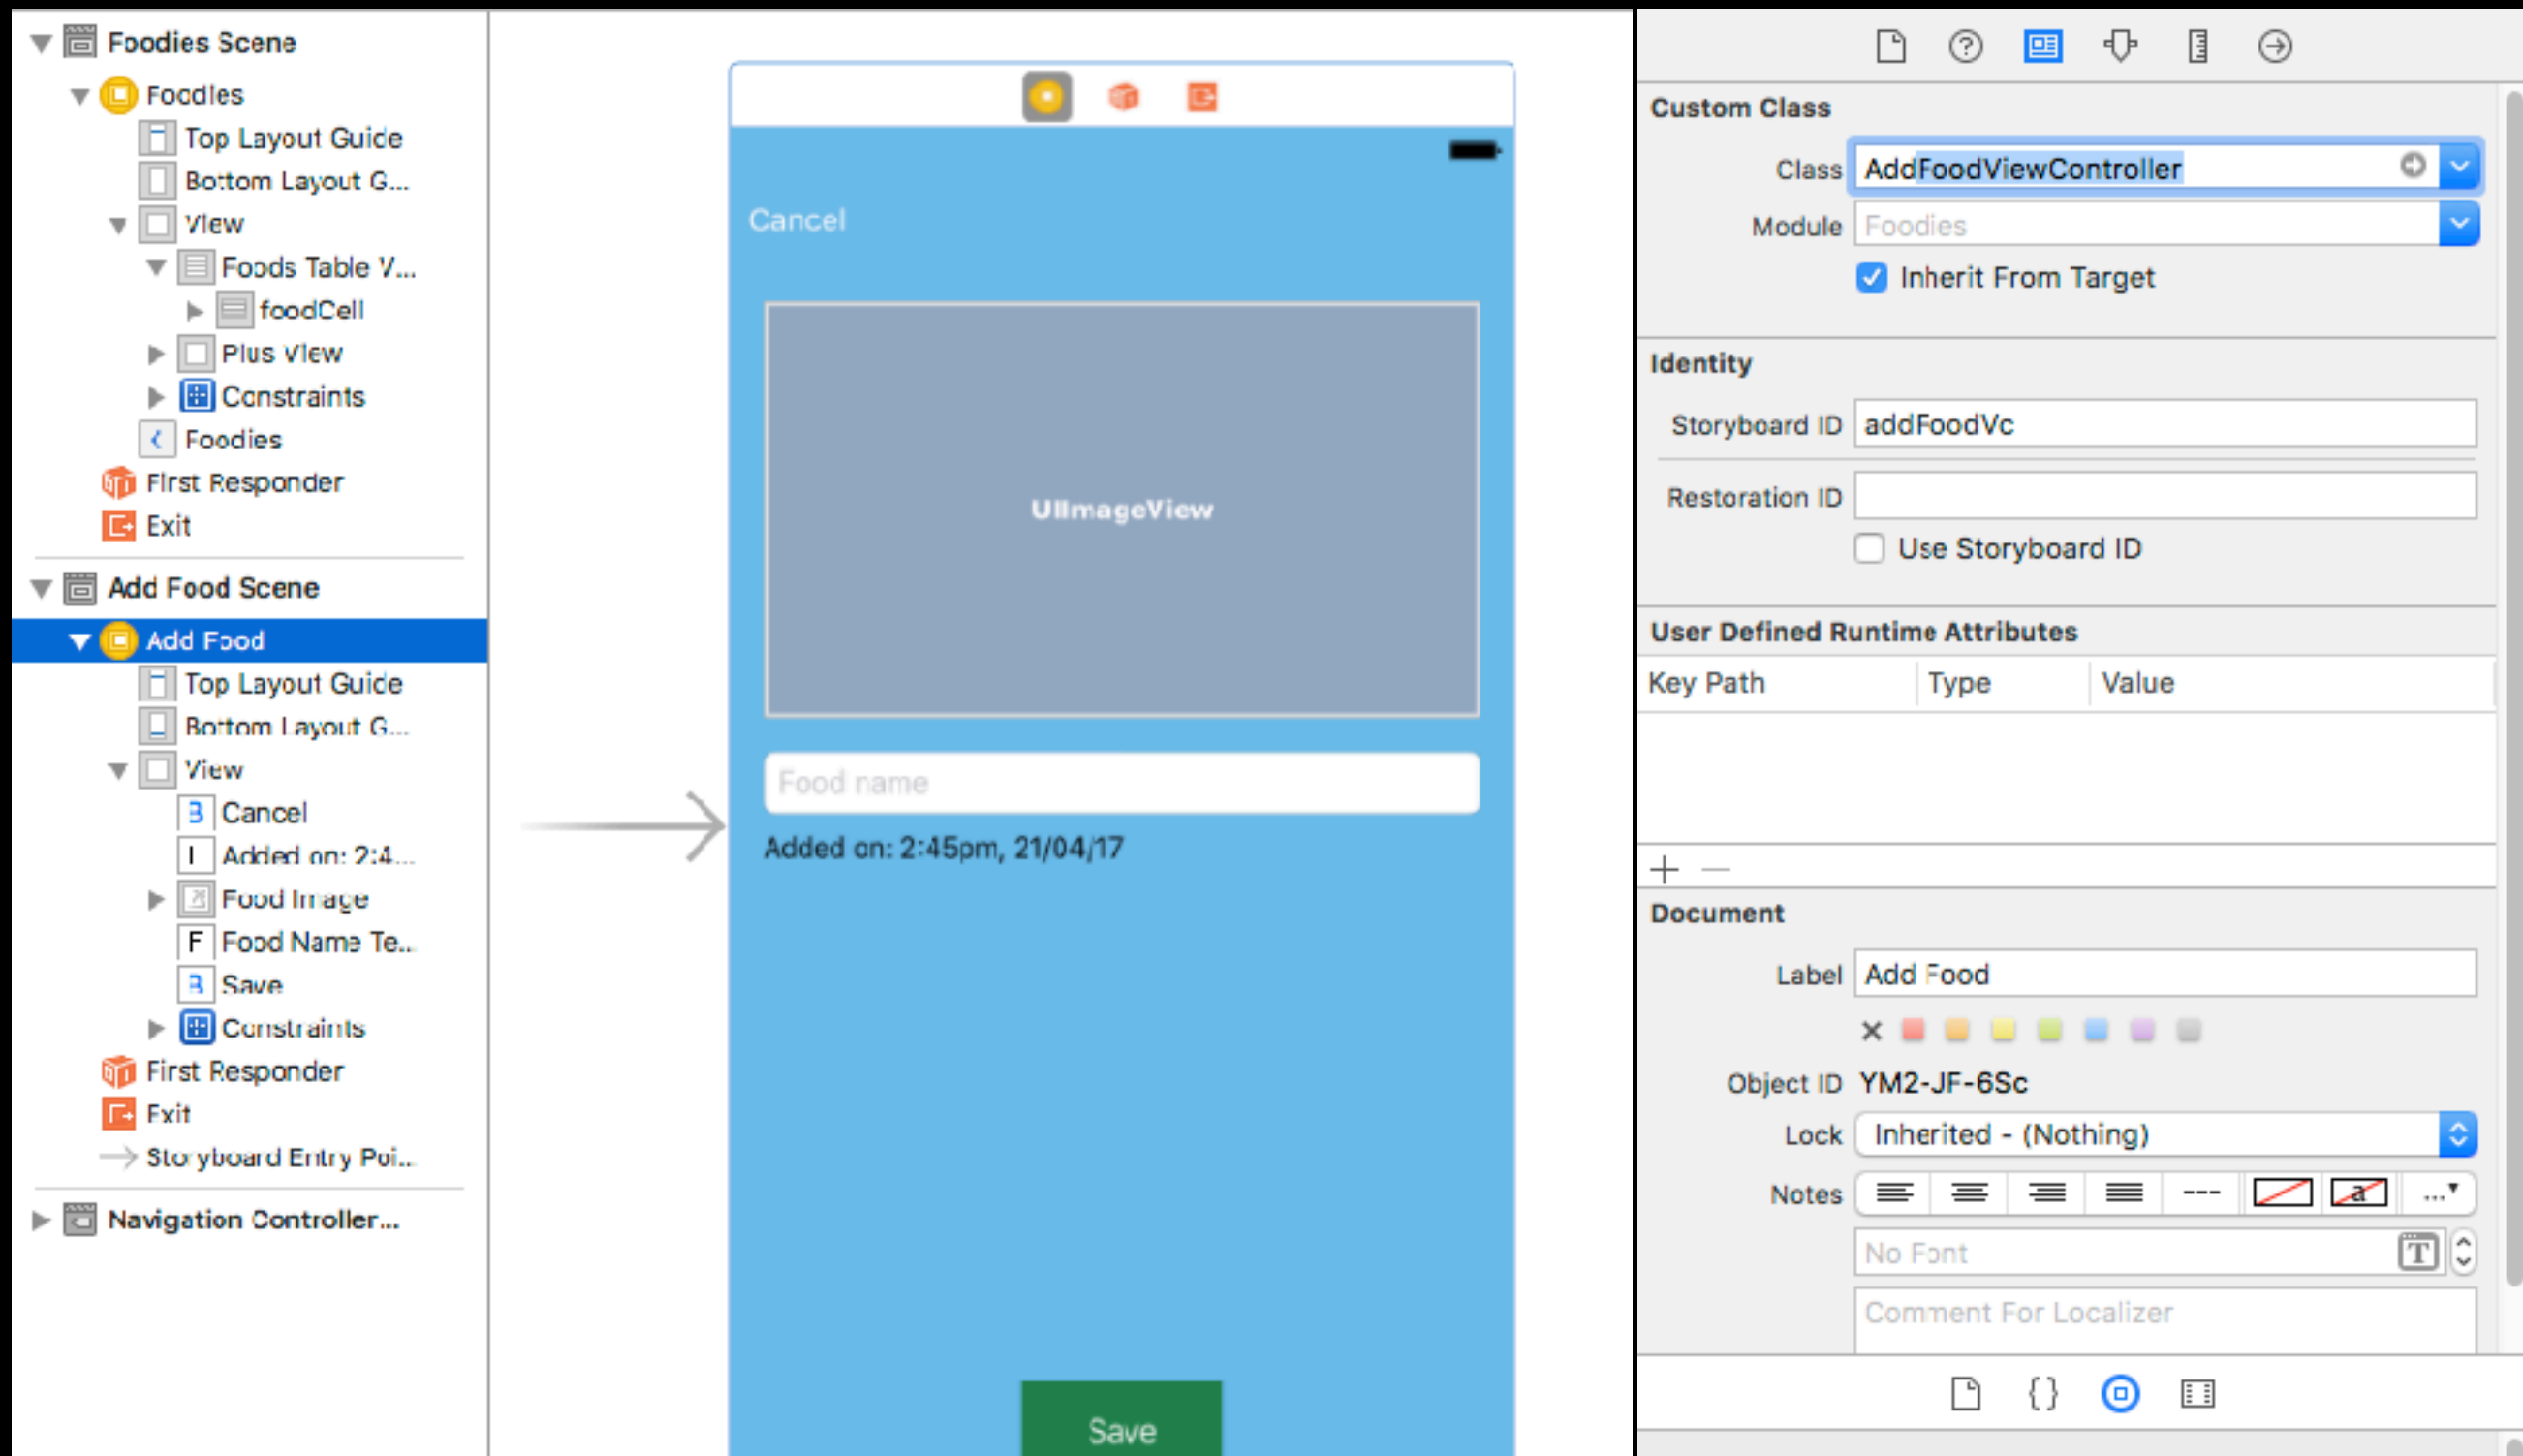 Foodies Scene
Foodies
Top Layout Guide
Bottom Layout G...
View
Foods Table V...
foodCell
Plus View
Constraints
Foodies
First Responder
Exit
Add Food Scene
Add Food
Top Layout Guide
Bottom Layout G...
View
B Cancel
L Added on: 2:4...
Food Image
F Food Name Te...
B Save
Constraints
First Responder
Exit
Storyboard Entry Poi...
Navigation Controller...
Cancel
UIImageView
Food name
Added on: 2:45pm, 21/04/17
Save
Custom Class
Class AddFoodViewController
Module Foodies
Inherit From Target
Identity
Storyboard ID addFoodVc
Restoration ID
Use Storyboard ID
User Defined Runtime Attributes
Key Path Type Value
Document
Label Add Food
Object ID YM2-JF-6Sc
Lock Inherited - (Nothing)
Notes --- a ...
No Font T
Comment For Localizer
{}